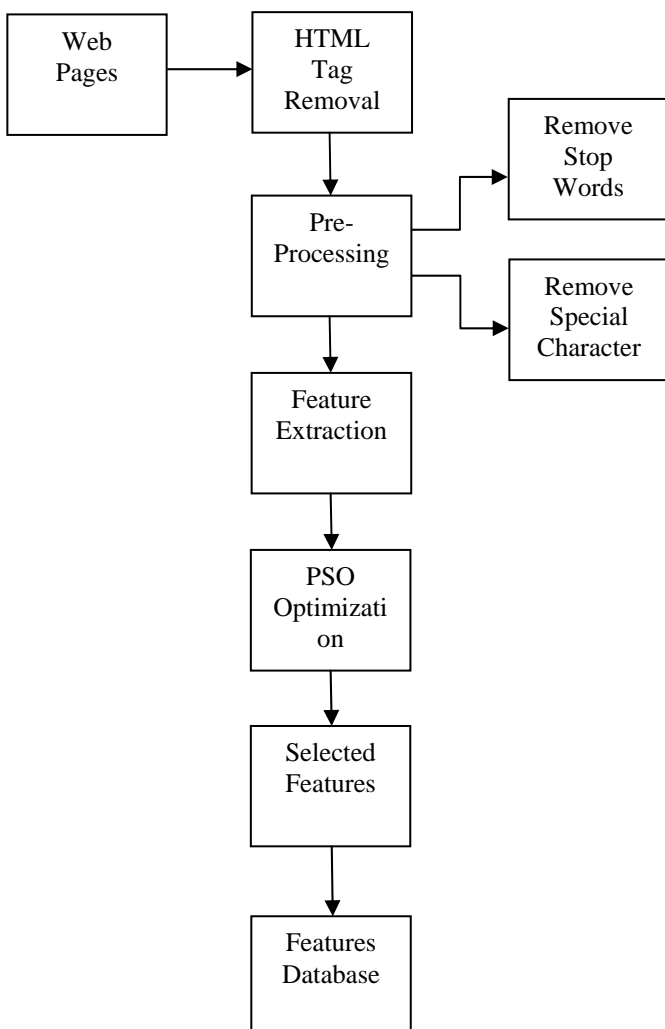 Web
Pages
HTML
Tag
Removal
Remove
Stop
Words
Pre-
Processing
Remove
Special
Character
Feature
Extraction
PSO
Optimizati
on
Selected
Features
Features
Database